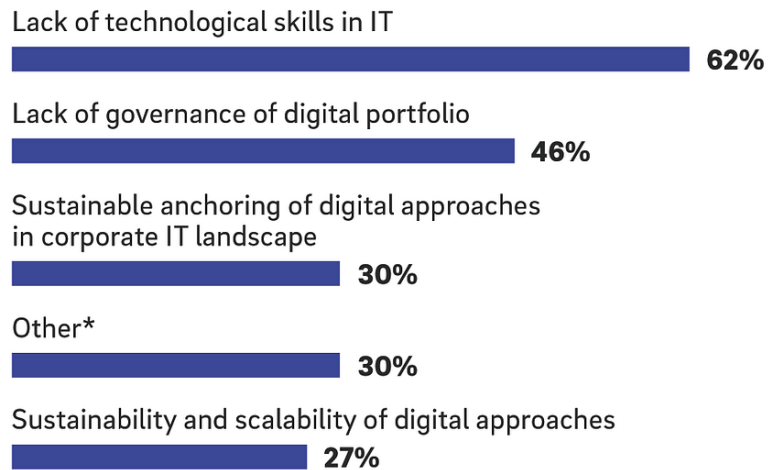 Lack of technological skills in IT
62%
Lack of governance of digital portfolio
46%
Sustainable anchoring of digital approaches
in corporate IT landscape
30%
Other*
30%
Sustainability and scalability of digital approaches
27%